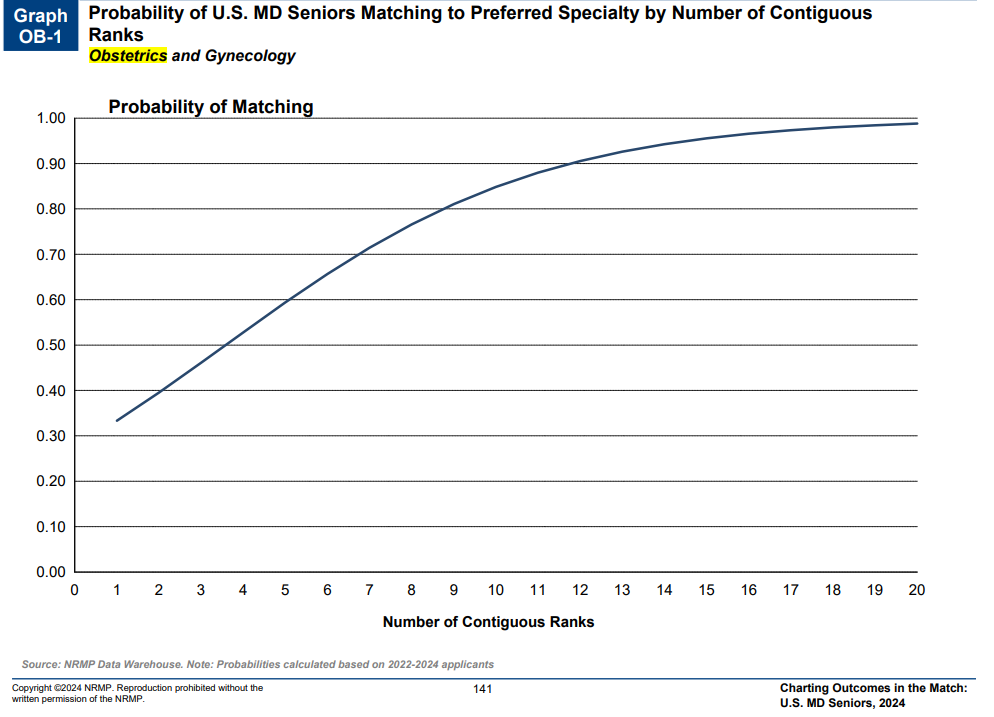 Graph
OB-1
Probability of U.S. MD Seniors Matching to Preferred Specialty by Number of Contiguous
Ranks
Obstetrics and Gynecology
Probability of Matching
1.00
0.90
0.80
0.70
0.60
0.50
0.40
0.30
0.20
0.10
0.00
0 1 2 3 4 5 6 7 8 9 10 11 12 13 14 15 16 17 18 19 20
Number of Contiguous Ranks
Source: NRMP Data Warehouse. Note: Probabilities calculated based on 2022-2024 applicants
Copyright ©2024 NRMP. Reproduction prohibited without the
written permission of the NRMP.
141
Charting Outcomes in the Match:
U.S. MD Seniors, 2024